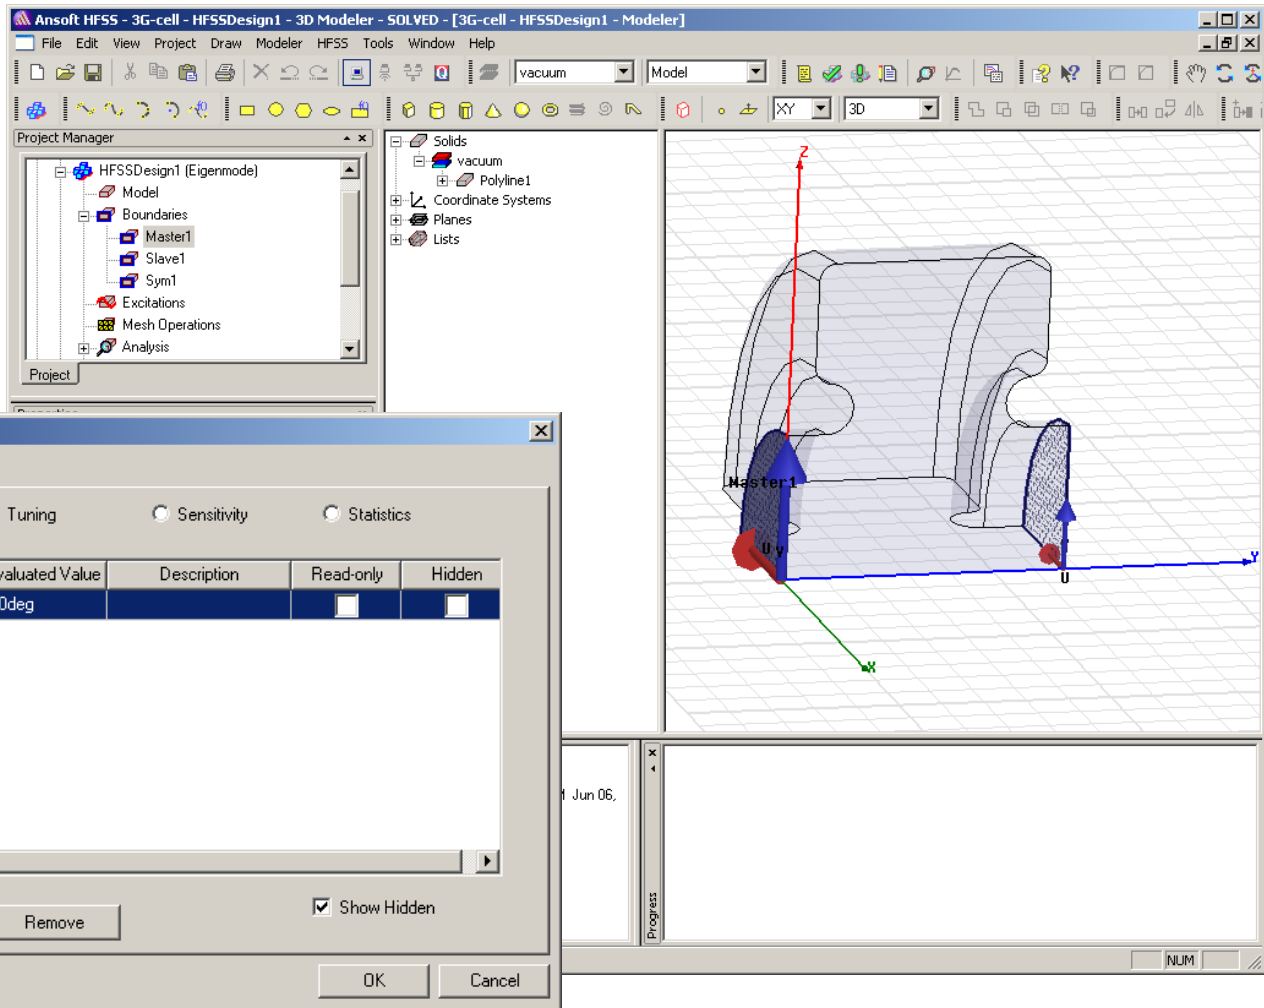 Ansoft HFSS - 3G-cell - HFSSDesign1 - 3D Modeler - SOLVED - [3G-cell - HFSSDesign1 - Modeler]
File Edit View Project Draw Modeler HFSS Tools Window Help
vacuum Model
XY 3D
Project Manager
HFSSDesign1 (Eigenmode)
Model
Boundaries
Master1
Slave1
Sym1
Excitations
Mesh Operations
Analysis
Project
Solids
vacuum
Polyline1
Coordinate Systems
Planes
Lists
Z
Master1
U V
U
Y
X
Tuning Sensitivity Statistics
valuated Value Description Read-only Hidden
0deg
Show Hidden
Remove
OK Cancel
Jun 06,
Progress
NUM